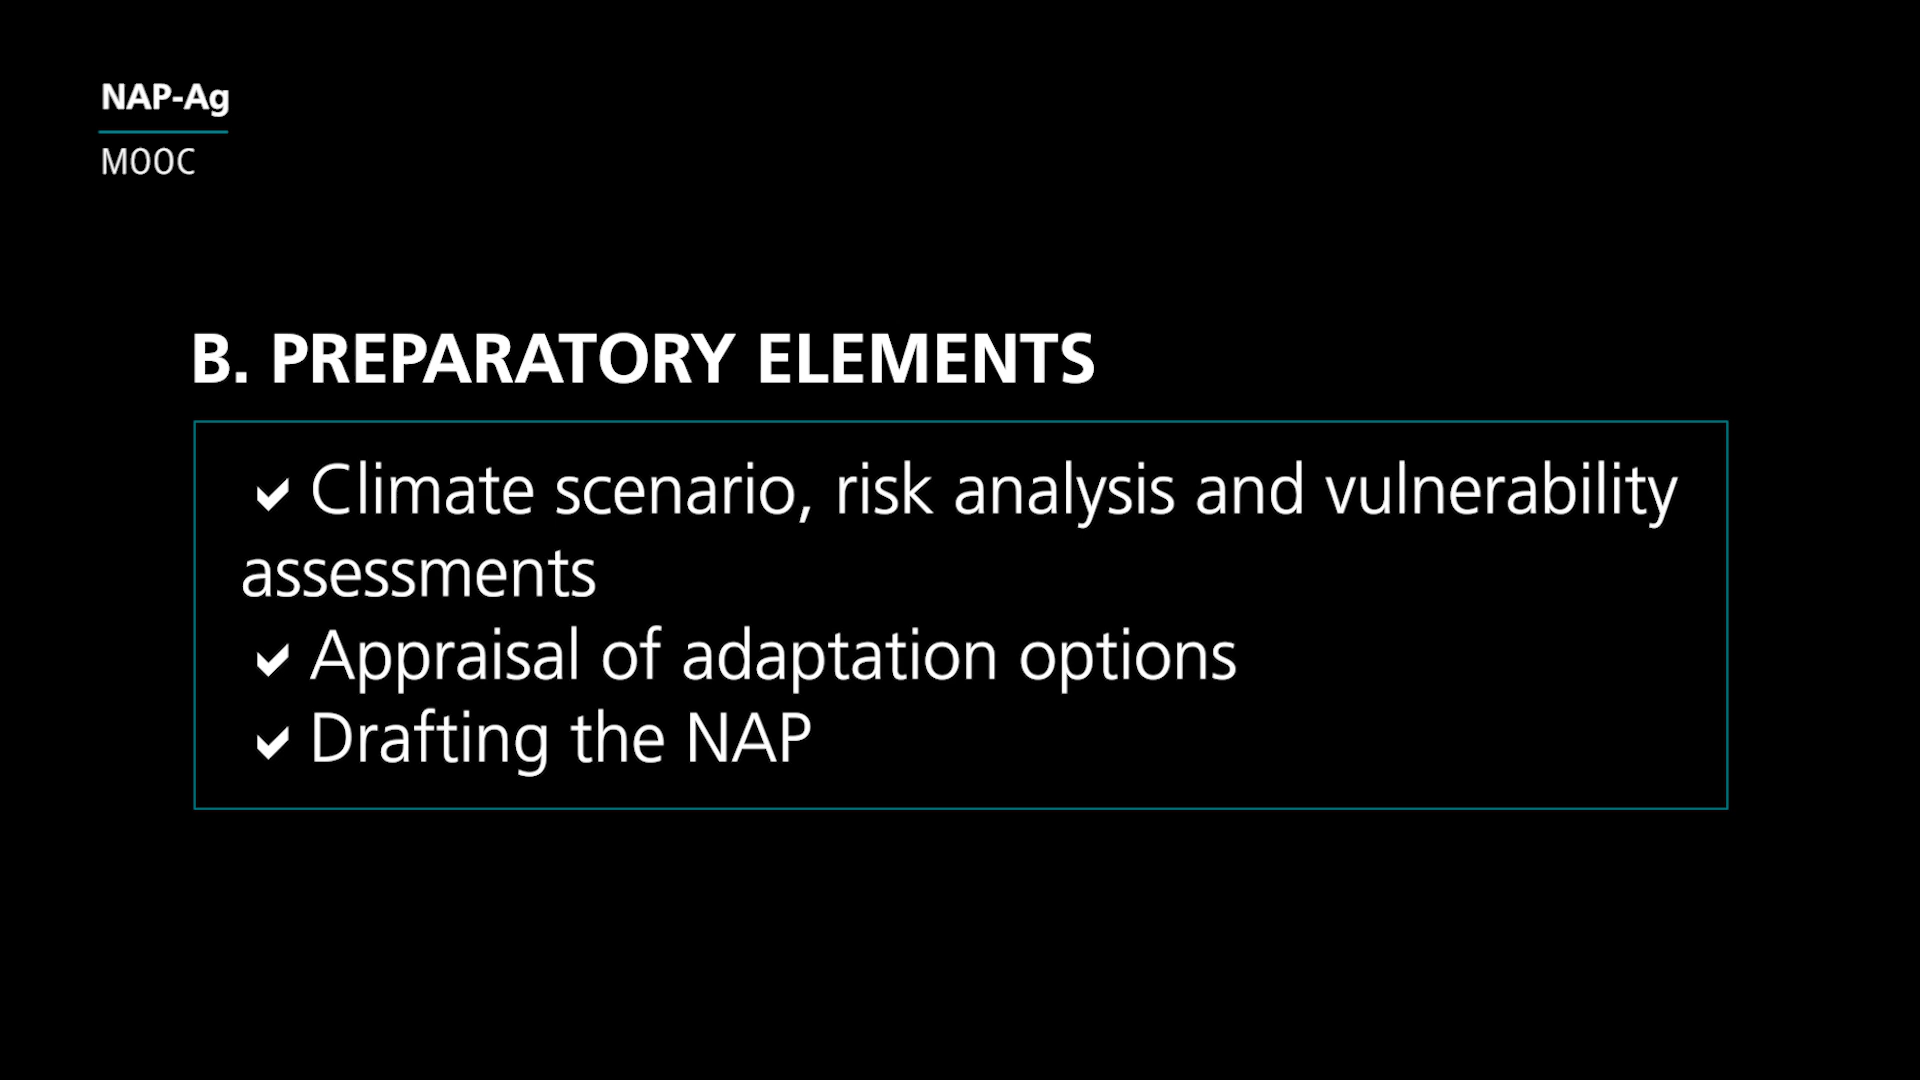 NAP-Ag
MOOC
B. PREPARATORY ELEMENTS
✔ Climate scenario, risk analysis and vulnerability
assessments
✔ Appraisal of adaptation options
✔ Drafting the NAP